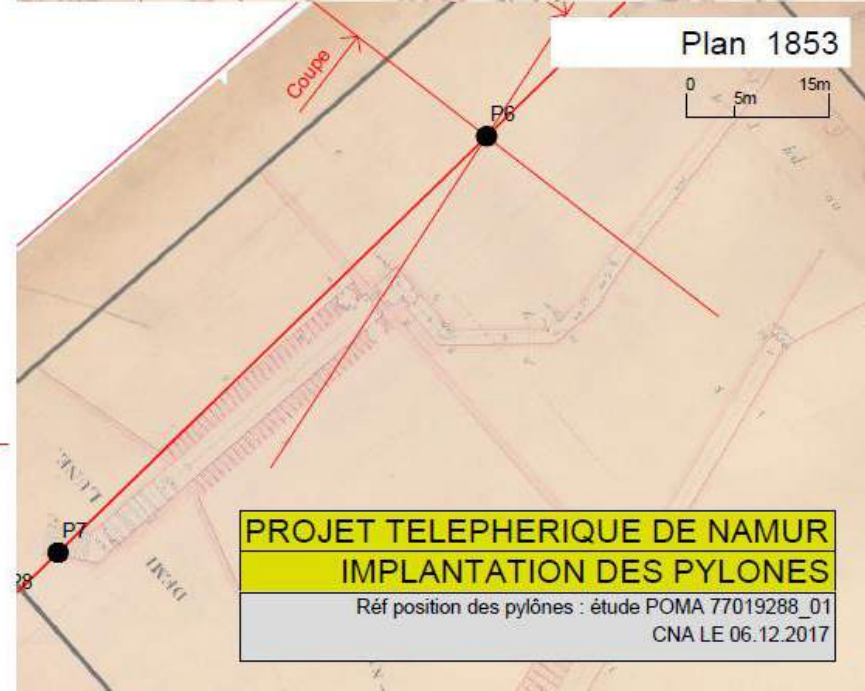 Plan 1853
0 5m 15m
Coupe
P6
LUNE.
P7
DEMI
P8
PROJET TELEPHERIQUE DE NAMUR
IMPLANTATION DES PYLONES
Réf position des pylônes : étude POMA 77019288_01
CNA LE 06.12.2017